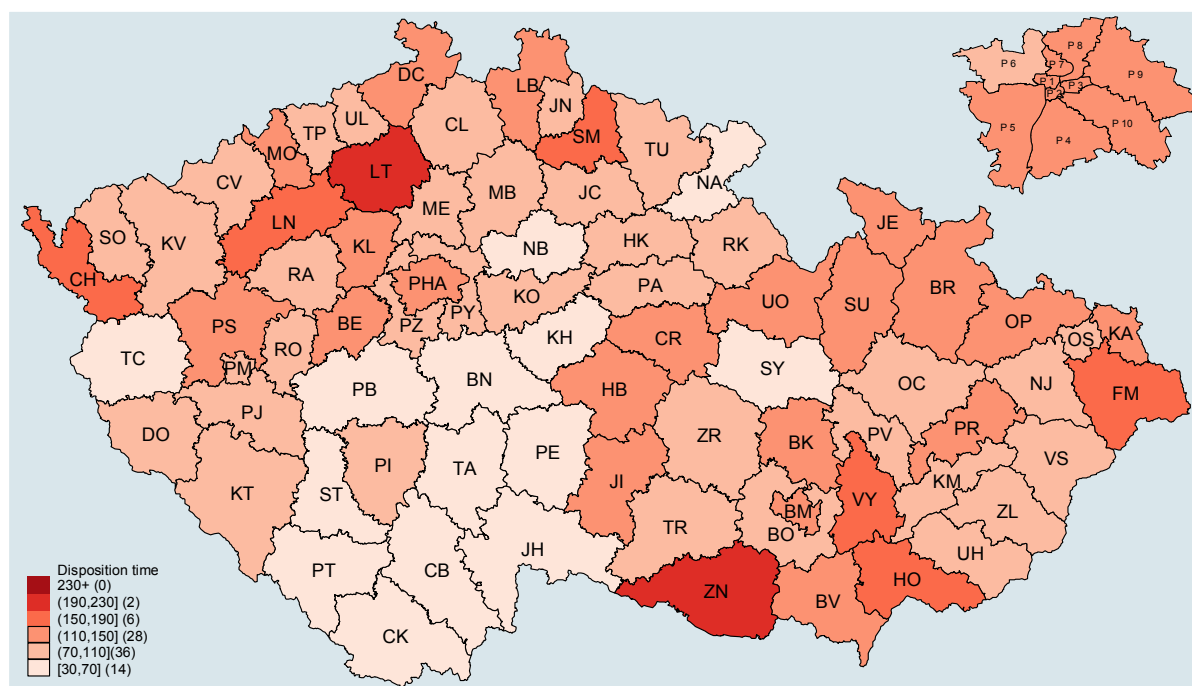 DC
LB
P 8
P 6
P 7
P 9
P 1
P 3
P 2
P 5
P 4
P 10
TP
UL
CL
JN
SM
MO
TU
CV
LT
NA
ME
MB
JC
SO
KV
LN
KL
NB
HK
RK
JE
CH
RA
PHA
KO
PA
UO
SU
BR
PS
BE
PZ
PY
OP
KA
OS
TC
RO
PM
KH
CR
SY
PB
BN
HB
OC
NJ
FM
DO
PJ
ZR
BK
PV
PR
VS
KT
ST
PI
TA
PE
JI
VY
KM
ZL
TR
BM
BO
UH
PT
CB
JH
ZN
BV
HO
CK
Disposition time
230+ (0)
(190,230] (2)
(150,190] (6)
(110,150] (28)
(70,110](36)
[30,70] (14)